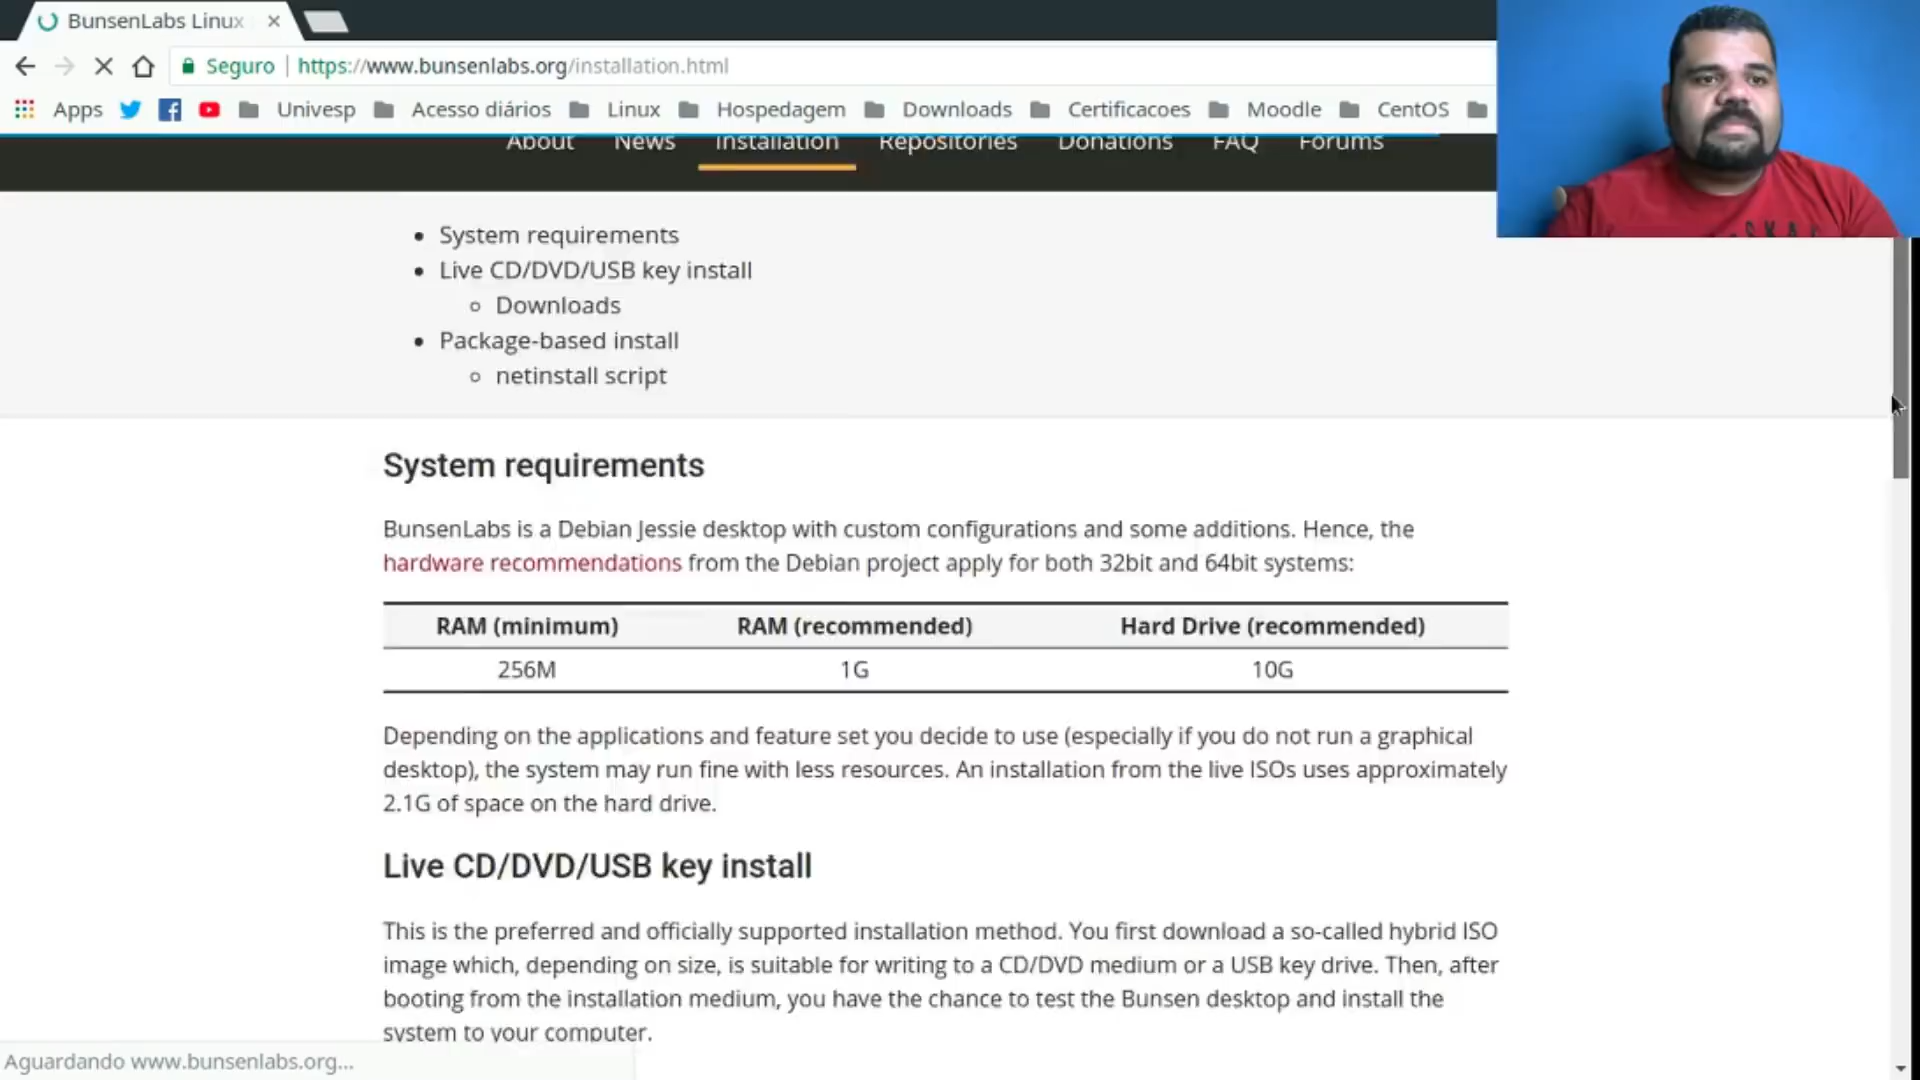 BunsenLabs Linux
Seguro https://www.bunsenlabs.org/installation.html
Apps Univesp Acesso diários Linux Hospedagem Downloads Certificacoes Moodle CentOS
About News Installation Repositories Donations FAQ Forums
System requirements
Live CD/DVD/USB key install
Downloads
Package-based install
netinstall script
System requirements
BunsenLabs is a Debian Jessie desktop with custom configurations and some additions. Hence, the
hardware recommendations from the Debian project apply for both 32bit and 64bit systems:
RAM (minimum) RAM (recommended) Hard Drive (recommended)
256M 1G 10G
Depending on the applications and feature set you decide to use (especially if you do not run a graphical
desktop), the system may run fine with less resources. An installation from the live ISOs uses approximately
2.1G of space on the hard drive.
Live CD/DVD/USB key install
This is the preferred and officially supported installation method. You first download a so-called hybrid ISO
image which, depending on size, is suitable for writing to a CD/DVD medium or a USB key drive. Then, after
booting from the installation medium, you have the chance to test the Bunsen desktop and install the
system to your computer.
Aguardando www.bunsenlabs.org...